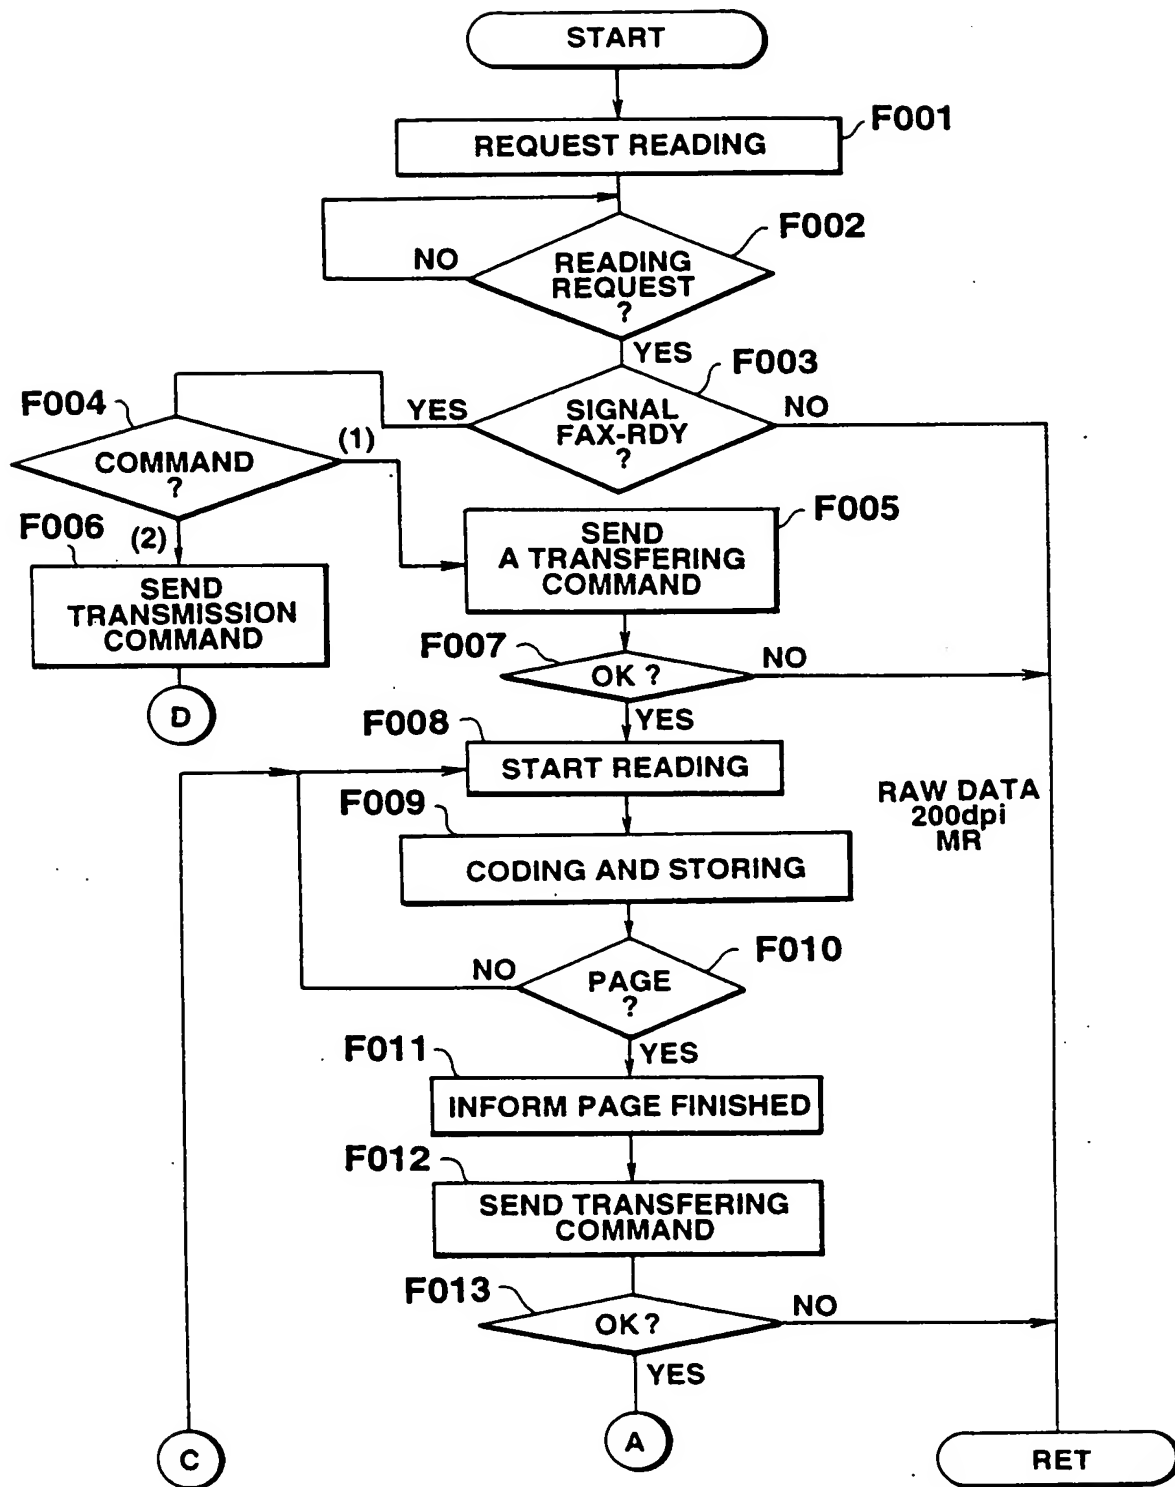 START
F001
REQUEST READING
F002
NO
READING
REQUEST
?
YES
F003
F004
YES
SIGNAL
FAX-RDY
?
NO
(1)
COMMAND
?
F005
F006
(2)
SEND
A TRANSFERING
COMMAND
SEND
TRANSMISSION
COMMAND
F007
OK ?
NO
D
YES
F008
START READING
RAW DATA
200dpi
MR
F009
CODING AND STORING
F010
NO
PAGE
?
YES
F011
INFORM PAGE FINISHED
F012
SEND TRANSFERING
COMMAND
F013
OK ?
NO
YES
C
A
RET